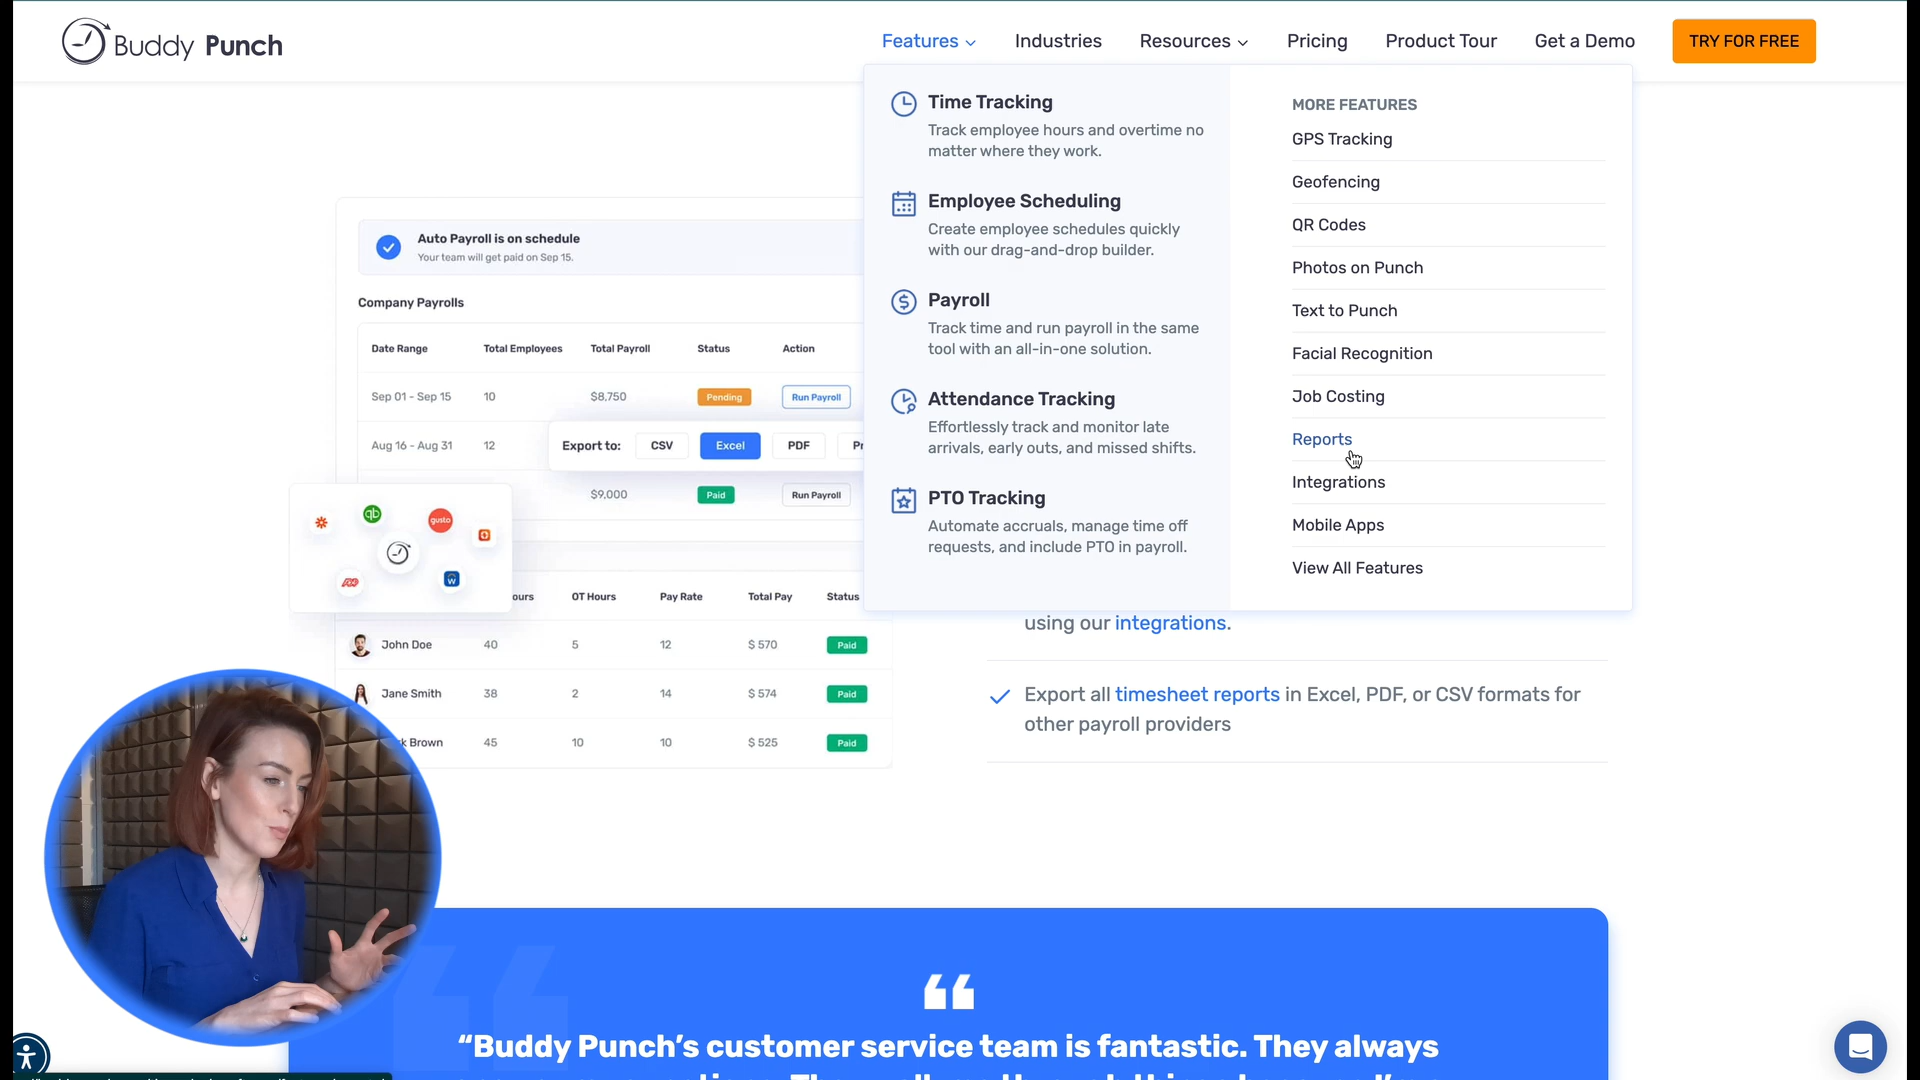 Buddy Punch
Features
Industries
Resources
Pricing
Product Tour
Get a Demo
TRY FOR FREE
Time Tracking
Track employee hours and overtime no
matter where they work.
Employee Scheduling
Create employee schedules quickly
with our drag-and-drop builder.
Payroll
Track time and run payroll in the same
tool with an all-in-one solution.
Attendance Tracking
Effortlessly track and monitor late
arrivals, early outs, and missed shifts.
PTO Tracking
Automate accruals, manage time off
requests, and include PTO in payroll.
MORE FEATURES
GPS Tracking
Geofencing
QR Codes
Photos on Punch
Text to Punch
Facial Recognition
Job Costing
Reports
Integrations
Mobile Apps
View All Features
Auto Payroll is on schedule
Your team will get paid on Sep 15.
Company Payrolls
Date Range Total Employees Total Payroll Status Action
Sep 01 - Sep 15 10 $8,750 Pending Run Payroll
Aug 16 - Aug 31 12
Export to: CSV Excel PDF
$9,000 Paid Run Payroll
qb
gusto
ADP
W
OT Hours Pay Rate Total Pay Status
John Doe 40 5 12 $ 570 Paid
Jane Smith 38 2 14 $ 574 Paid
Brown 45 10 10 $ 525 Paid
using our integrations.
Export all timesheet reports in Excel, PDF, or CSV formats for
other payroll providers
“Buddy Punch’s customer service team is fantastic. They always